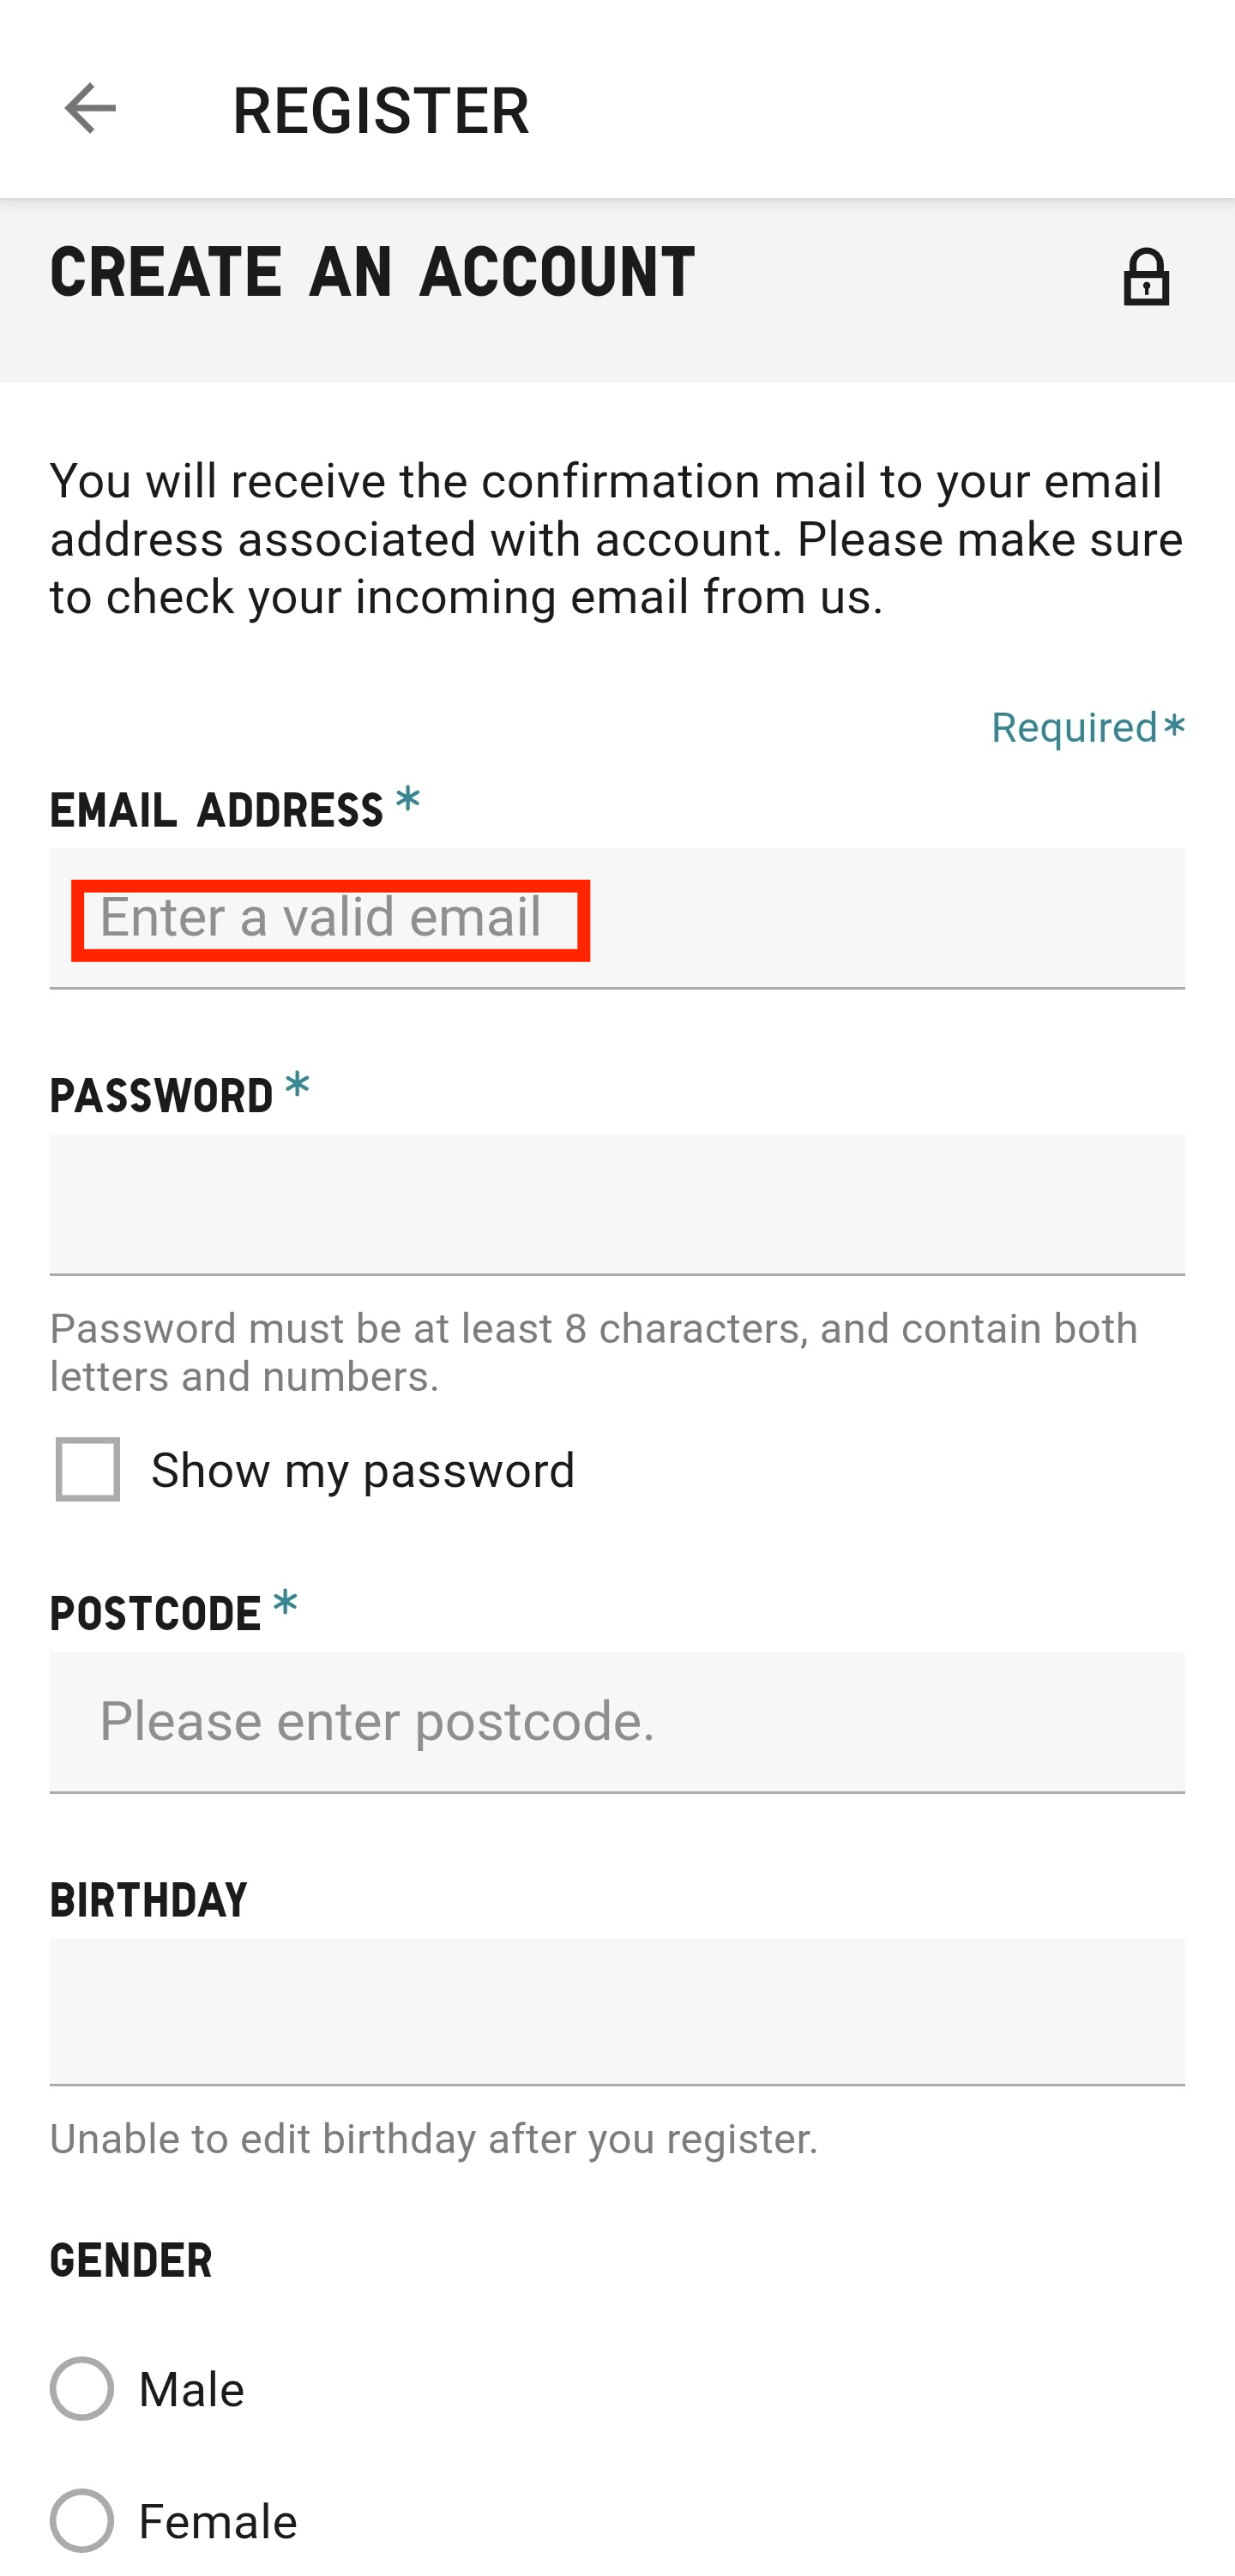 REGISTER
CREATE AN ACCOUNT
You will receive the confirmation mail to your email
address associated with account. Please make sure
to check your incoming email from us.
Required*
EMAIL ADDRESS *
Enter a valid email
PASSWORD *
Password must be at least 8 characters, and contain both
letters and numbers.
Show my password
POSTCODE *
Please enter postcode.
BIRTHDAY
Unable to edit birthday after you register.
GENDER
Male
Female